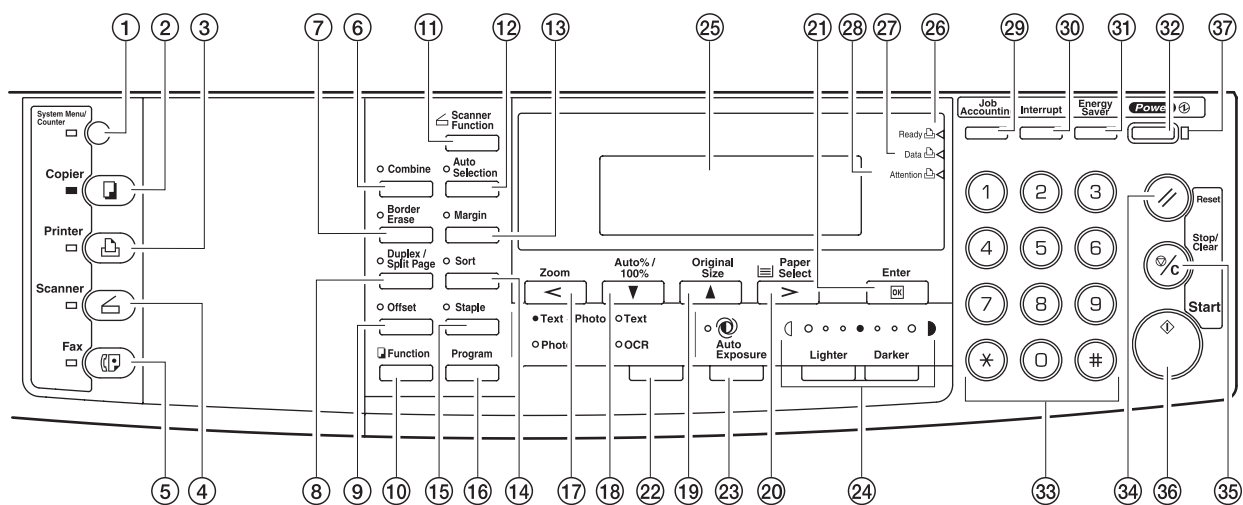 1 2 3 7 6 11 12 13 25 21 28 27 26 29 30 31 32 37
System Menu/
Counter
Copier
Printer
Scanner
Fax
Scanner
Function
Combine
Auto
Selection
Border
Erase
Margin
Duplex /
Split Page
Sort
Offset
Staple
Function
Program
Ready
Data
Attention
Zoom
Auto% /
100%
Original
Size
Paper
Select
Enter
< ▼ ▲ > OK
Text Photo
Text
Phot
OCR
Auto
Exposure
Lighter
Darker
Job
Accountin
Interrupt
Energy
Saver
Power
1 2 3
4 5 6
7 8 9
* 0 #
Reset
Stop/
Clear
C
Start
5 4 8 9 10 15 16 14 17 18 22 19 23 20 24 33 34 36 35